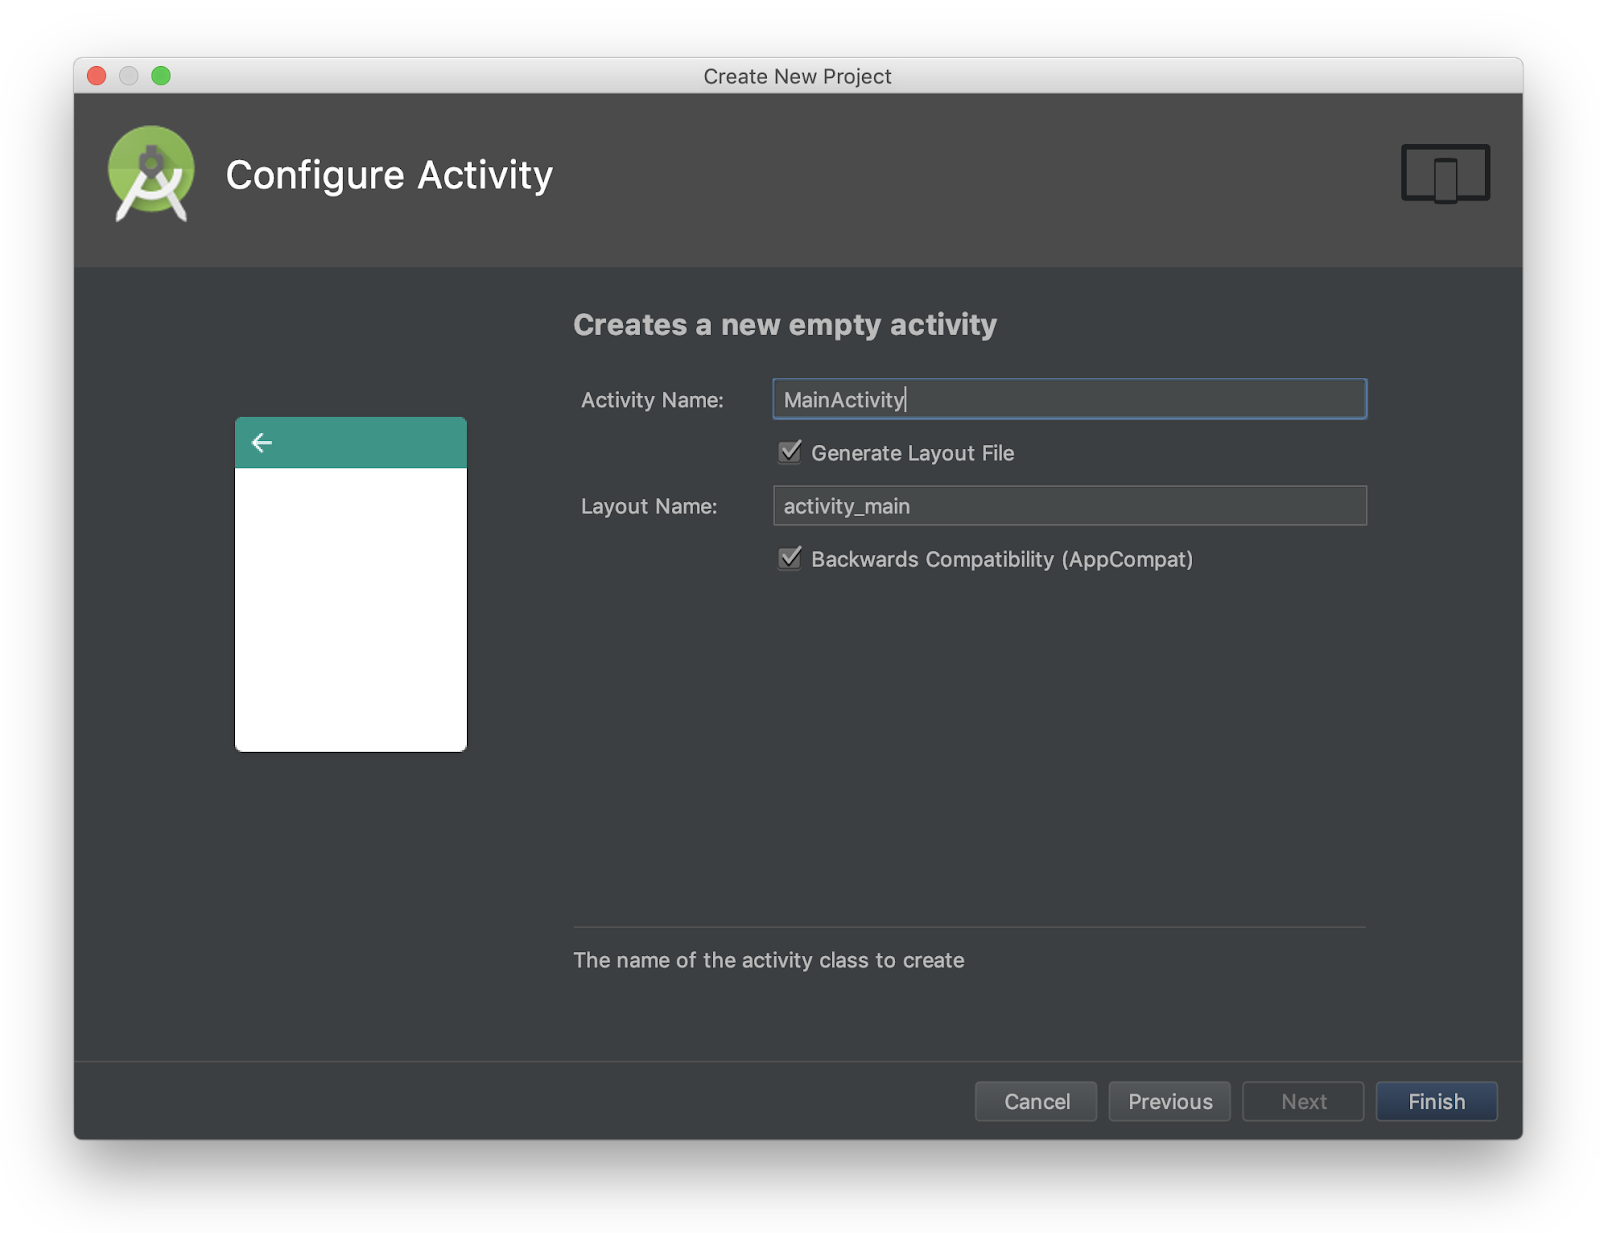 Create New Project
Configure Activity
Creates a new empty activity
Activity Name: MainActivity
Generate Layout File
Layout Name: activity_main
Backwards Compatibility (AppCompat)
The name of the activity class to create
Cancel Previous Next Finish